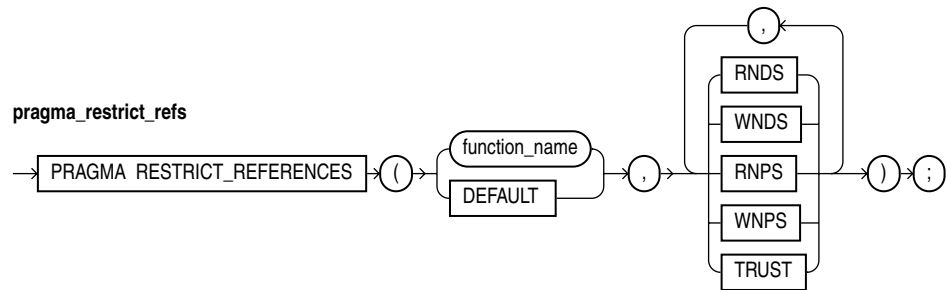 ,
RNDS
pragma_restrict_refs
WNDS
function_name
PRAGMA RESTRICT_REFERENCES ( , RNPS ) ;
DEFAULT
WNPS
TRUST